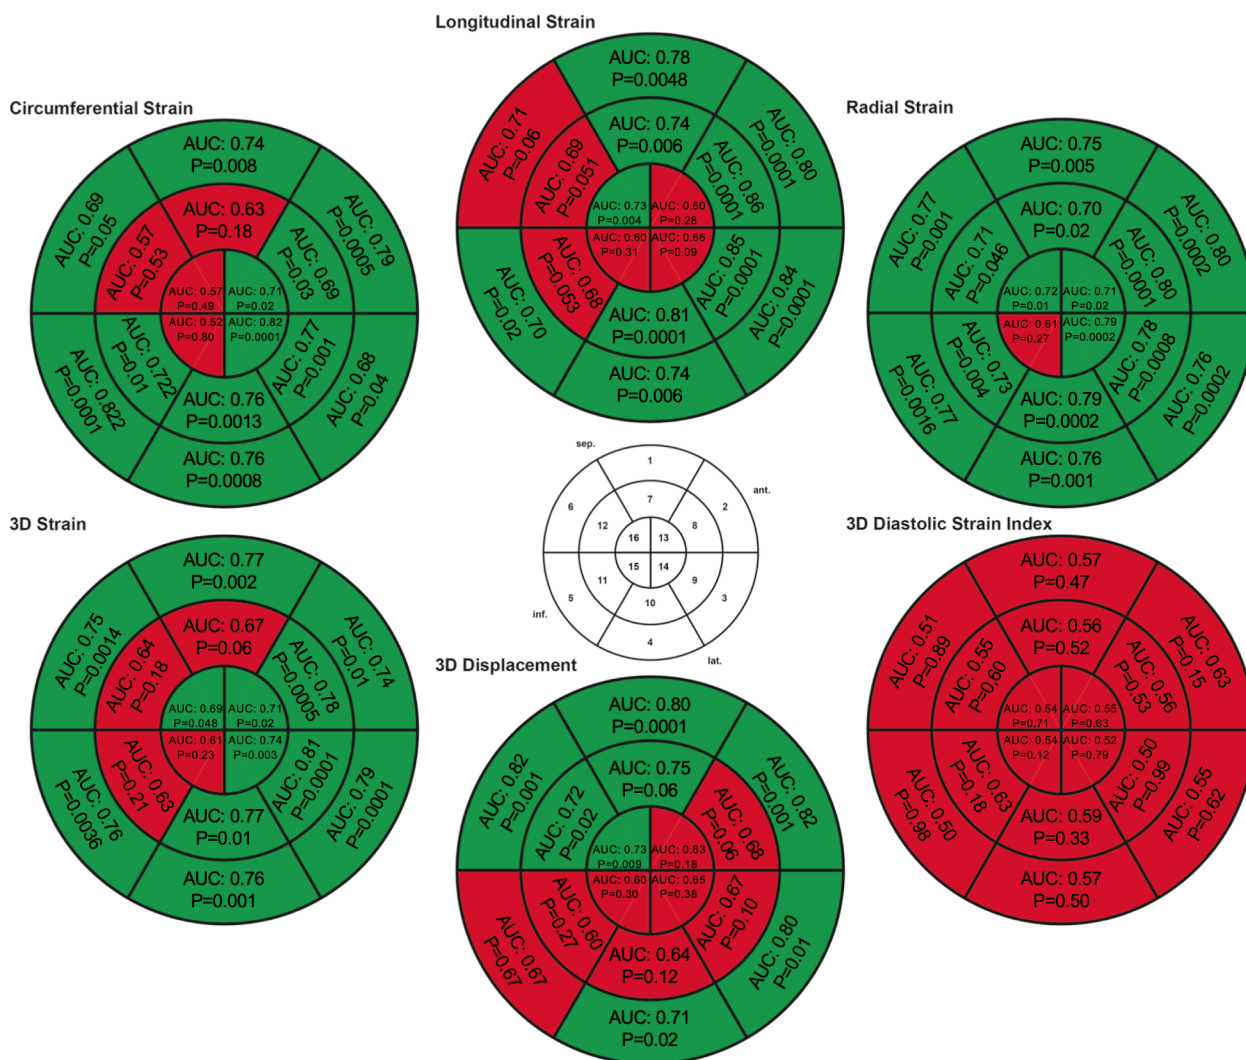 Longitudinal Strain
AUC: 0.78
P=0.0048
AUC: 0.71
P=0.06
AUC: 0.80
P=0.0001
AUC: 0.74
P=0.006
AUC: 0.69
P=0.051
AUC: 0.86
P=0.0001
AUC: 0.73
P=0.004
AUC: 0.60
P=0.28
AUC: 0.60
P=0.31
AUC: 0.66
P=0.09
AUC: 0.68
P=0.053
AUC: 0.85
P=0.0001
AUC: 0.70
P=0.02
AUC: 0.84
P=0.0001
AUC: 0.81
P=0.0001
AUC: 0.74
P=0.006
Circumferential Strain
AUC: 0.74
P=0.008
AUC: 0.69
P=0.05
AUC: 0.79
P=0.0005
AUC: 0.63
P=0.18
AUC: 0.57
P=0.53
AUC: 0.69
P=0.03
AUC: 0.57
P=0.49
AUC: 0,71
P=0.02
AUC: 0.52
P=0.80
AUC: 0.82
P=0.0001
AUC: 0.722
P=0.01
AUC: 0.77
P=0.001
AUC: 0.822
P=0.0001
AUC: 0.68
P=0.04
AUC: 0.76
P=0.0013
AUC: 0.76
P=0.0008
Radial Strain
AUC: 0.75
P=0.005
AUC: 0.77
P=0.001
AUC: 0.80
P=0.0002
AUC: 0.70
P=0.02
AUC: 0.71
P=0.046
AUC: 0.80
P=0.0001
AUC: 0.72
P=0.01
AUC: 0.71
P=0.02
AUC: 0.61
P=0.27
AUC: 0.79
P=0.0002
AUC: 0.73
P=0.004
AUC: 0.78
P=0.0008
AUC: 0.77
P=0.0016
AUC: 0.76
P=0.0002
AUC: 0.79
P=0.0002
AUC: 0.76
P=0.001
sep.
ant.
inf.
lat.
1
6
2
7
12
8
16
13
15
14
11
9
5
3
10
4
3D Strain
AUC: 0.77
P=0.002
AUC: 0.75
P=0.0014
AUC: 0.74
P=0.01
AUC: 0.67
P=0.06
AUC: 0.64
P=0.18
AUC: 0.78
P=0.0005
AUC: 0.69
P=0.048
AUC: 0.71
P=0.02
AUC: 0.61
P=0.23
AUC: 0.74
P=0.003
AUC: 0.63
P=0.21
AUC: 0.81
P=0.0001
AUC: 0.76
P=0.0036
AUC: 0.79
P=0.0001
AUC: 0.77
P=0.01
AUC: 0.76
P=0.001
3D Displacement
AUC: 0.80
P=0.0001
AUC: 0.82
P=0.001
AUC: 0.82
P=0.001
AUC: 0.75
P=0.06
AUC: 0.72
P=0.02
AUC: 0.68
P=0.06
AUC: 0.73
P=0.009
AUC: 0.63
P=0.18
AUC: 0.60
P=0.30
AUC: 0.65
P=0.38
AUC: 0.60
P=0.27
AUC: 0.67
P=0.10
AUC: 0.67
P=0.67
AUC: 0.80
P=0.01
AUC: 0.64
P=0.12
AUC: 0.71
P=0.02
3D Diastolic Strain Index
AUC: 0.57
P=0.47
AUC: 0.51
P=0.89
AUC: 0.63
P=0.15
AUC: 0.56
P=0.52
AUC: 0.55
P=0,60
AUC: 0.56
P=0.53
AUC: 0.54
P=0.71
AUC: 0.55
P=0.63
AUC: 0.54
P=0.12
AUC: 0.52
P=0.79
AUC: 0.63
P=0.18
AUC: 0.50
P=0.99
AUC: 0.50
P=0.98
AUC: 0.55
P=0.62
AUC: 0.59
P=0.33
AUC: 0.57
P=0.50